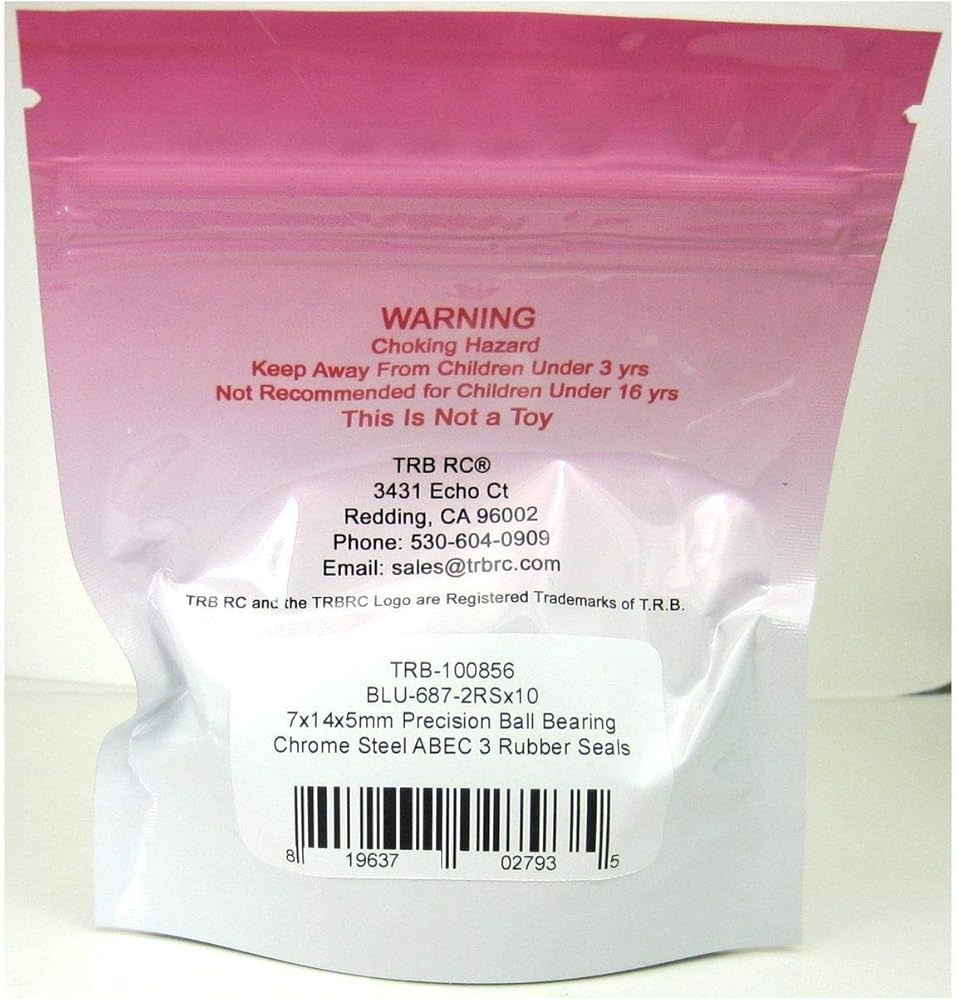 WARNING
Choking Hazard
Keep Away From Children Under 3 yrs
Not Recommended for Children Under 16 yrs
This Is Not a Toy
TRB RC®
3431 Echo Ct
Redding, CA 96002
Phone: 530-604-0909
Email: sales@trbrc.com
TRB RC and the TRBRC Logo are Registered Trademarks of T.R.B.
TRB-100856
BLU-687-2RSx10
7x14x5mm Precision Ball Bearing
Chrome Steel ABEC 3 Rubber Seals
8 19637 02793 5